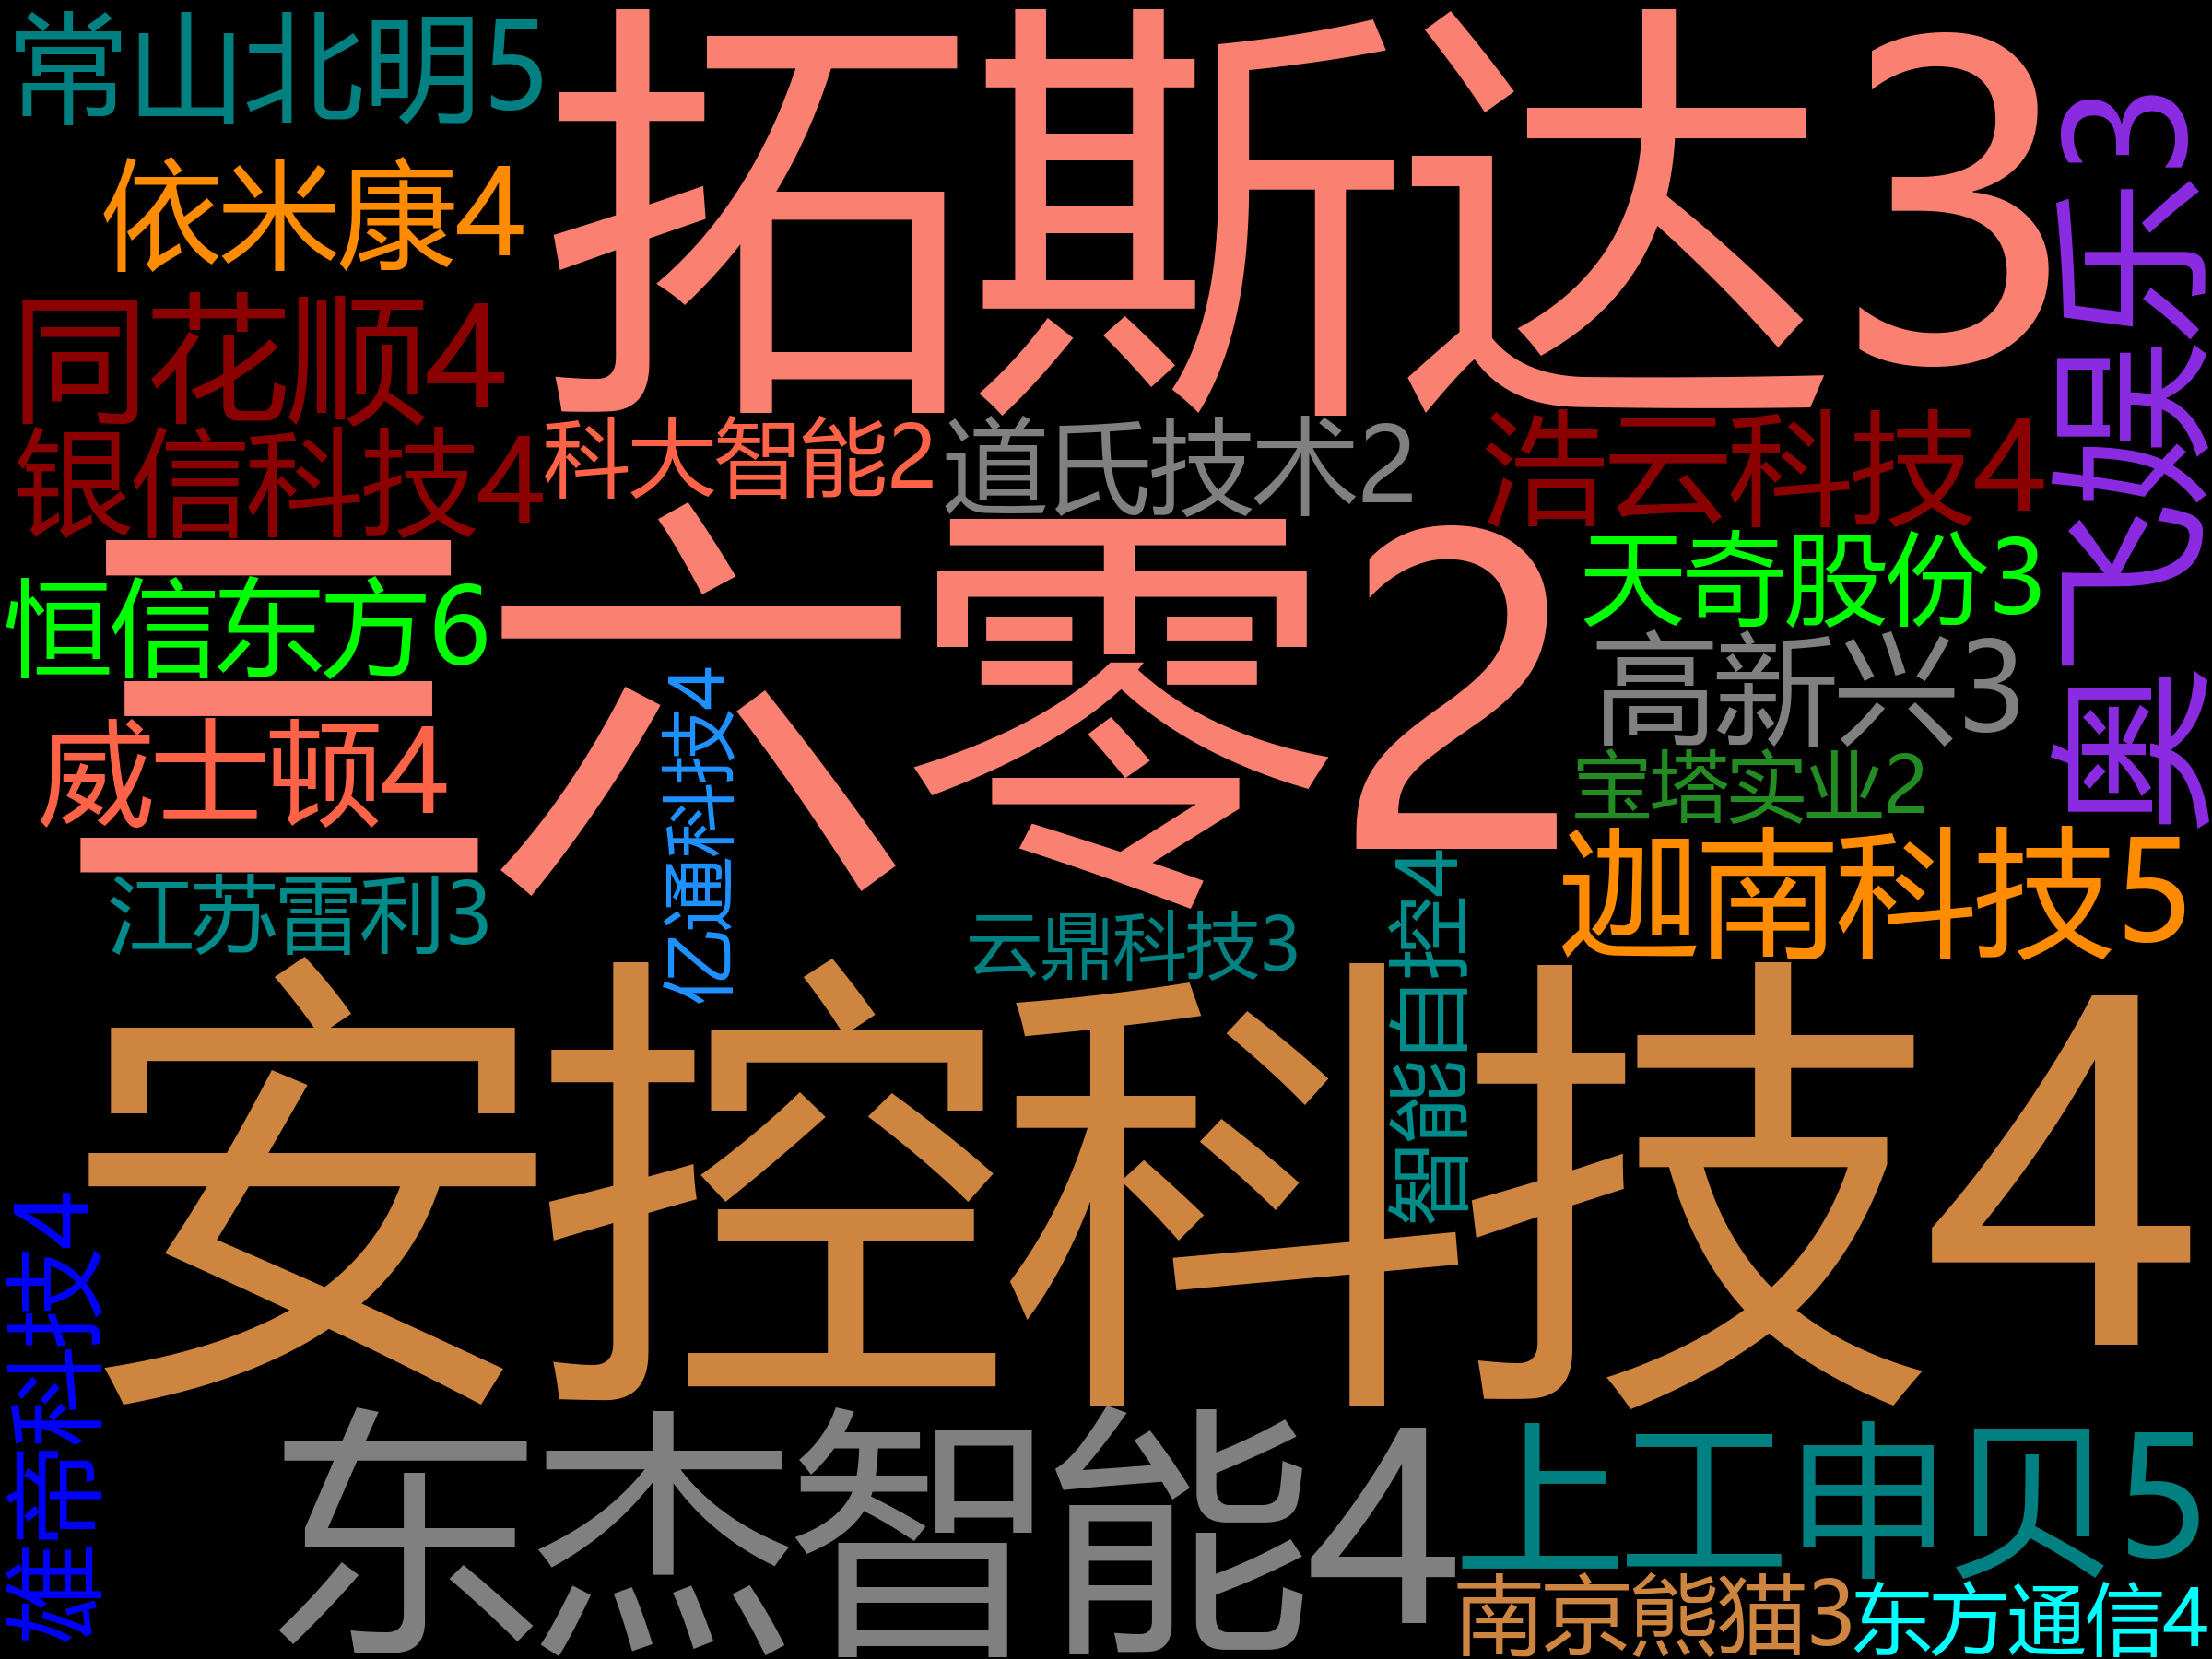 常山北明5
拓斯达3
奥飞娱乐3
依米康4
同花顺4
银信科技4
科大智能2
道氏技术2
浩云科技4
三六零2
恒信东方6
天奇股份3
高新兴3
威士顿4
亿通科技4
宝塔实业2
迦南科技5
江苏雷利3
云鼎科技3
智能自控4
安控科技4
维帝科技4
东杰智能4
上工申贝5
南京熊猫3
东方通信4